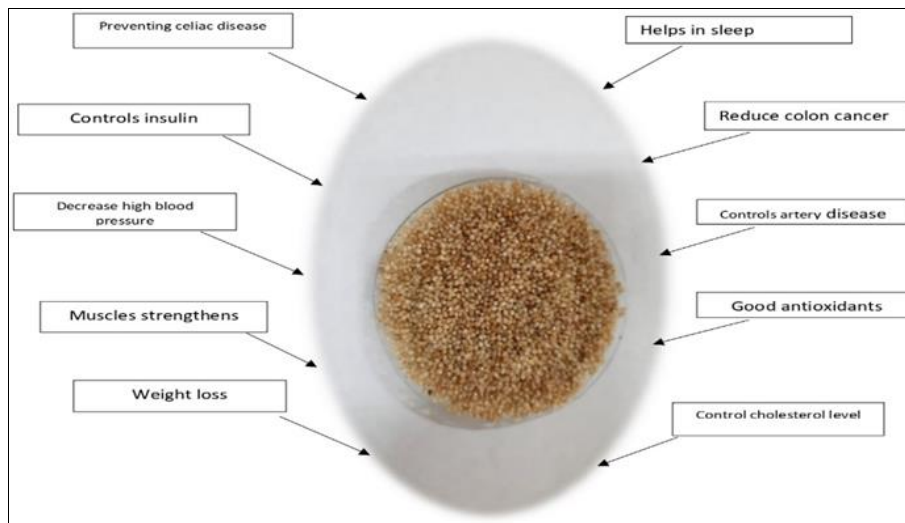 Preventing celiac disease
Helps in sleep
Controls insulin
Reduce colon cancer
Decrease high blood
pressure
Controls artery disease
Muscles strengthens
Good antioxidants
Weight loss
Control cholesterol level